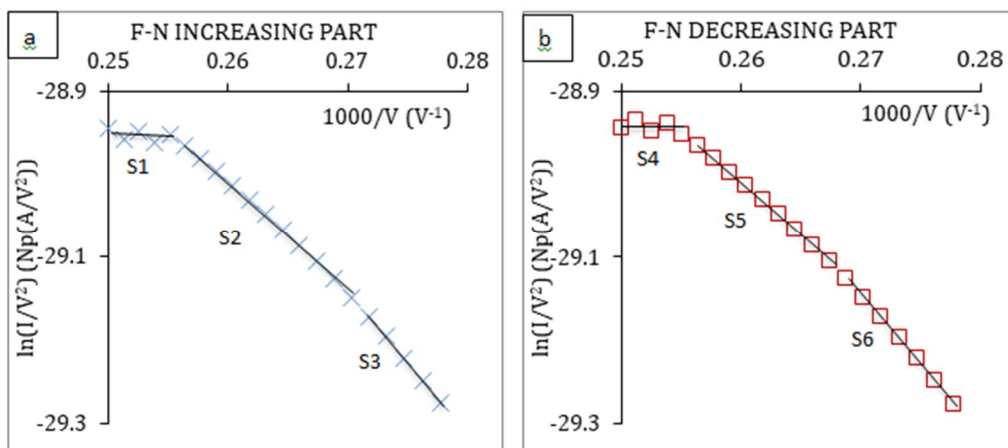 a
F-N INCREASING PART
0.25 0.26 0.27 0.28
1000/V (V⁻¹)
-28.9
-29.1
-29.3
ln(I/V²) (Np(A/V²))
S1
S2
S3
b
F-N DECREASING PART
0.25 0.26 0.27 0.28
1000/V (V⁻¹)
-28.9
-29.1
-29.3
ln(I/V²) (Np(A/V²))
S4
S5
S6